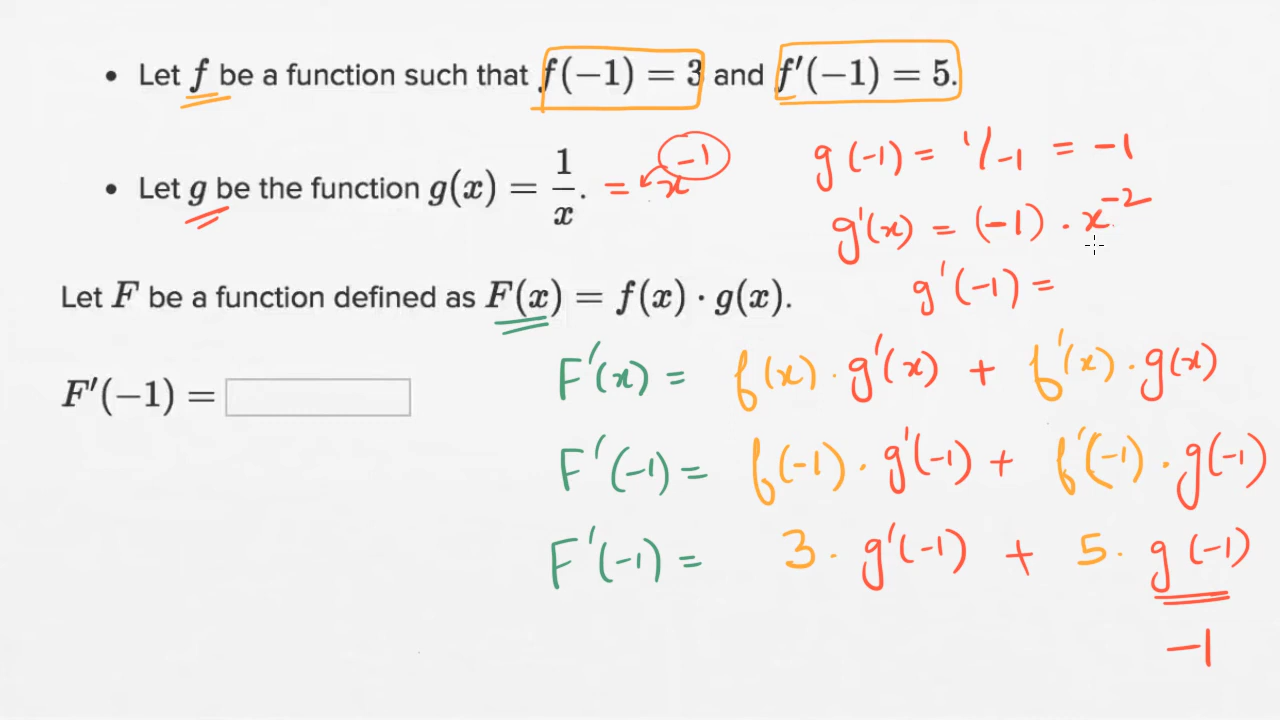 • Let f be a function such that f(−1) = 3 and f′(−1) = 5.
g(-1) = 1/-1 = -1
• Let g be the function g(x) = 1/x. = x⁻¹
g'(x) = (-1) · x⁻²
g'(-1) =
Let F be a function defined as F(x) = f(x) · g(x).
F'(x) = f(x) · g'(x) + f'(x) · g(x)
F′(−1) =
F'(-1) = f(-1) · g'(-1) + f'(-1) · g(-1)
F'(-1) = 3 · g'(-1) + 5 · g(-1)
-1